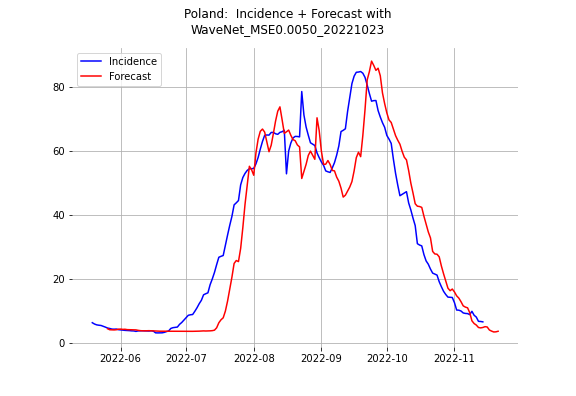 Poland:  Incidence + Forecast with
WaveNet_MSE0.0050_20221023
Incidence
Forecast
80
60
40
20
0
2022-06 2022-07 2022-08 2022-09 2022-10 2022-11